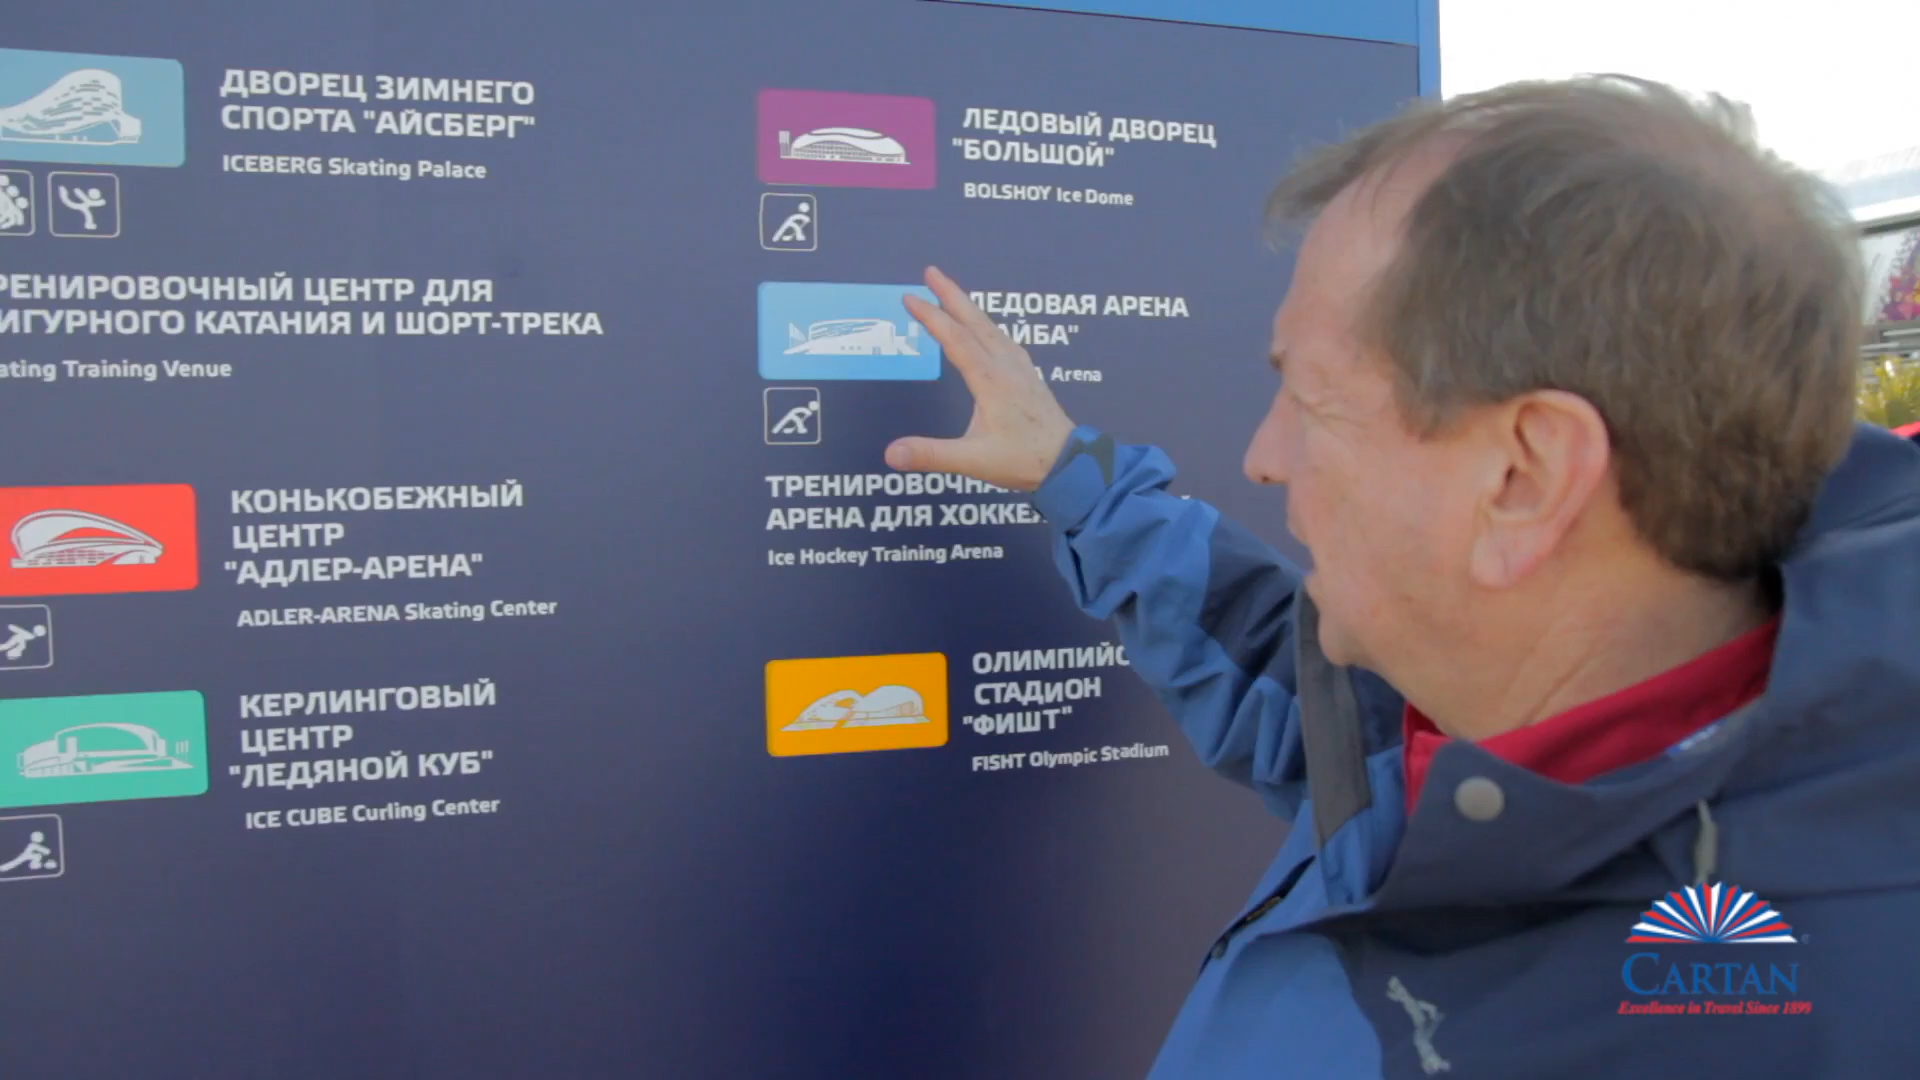 ДВОРЕЦ ЗИМНЕГО
СПОРТА "АЙСБЕРГ"
ICEBERG Skating Palace
РЕНИРОВОЧНЫЙ ЦЕНТР ДЛЯ
ИГУРНОГО КАТАНИЯ И ШОРТ-ТРЕКА
ating Training Venue
КОНЬКОБЕЖНЫЙ
ЦЕНТР
"АДЛЕР-АРЕНА"
ADLER-ARENA Skating Center
КЕРЛИНГОВЫЙ
ЦЕНТР
"ЛЕДЯНОЙ КУБ"
ICE CUBE Curling Center
ЛЕДОВЫЙ ДВОРЕЦ
"БОЛЬШОЙ"
BOLSHOY Ice Dome
ЛЕДОВАЯ АРЕНА
АЙБА"
A Arena
ТРЕНИРОВОЧНА
АРЕНА ДЛЯ ХОККЕЯ
Ice Hockey Training Arena
ОЛИМПИЙС
СТАДИОН
"ФИШТ"
FISHT Olympic Stadium
CARTAN
Excellence in Travel Since 1899